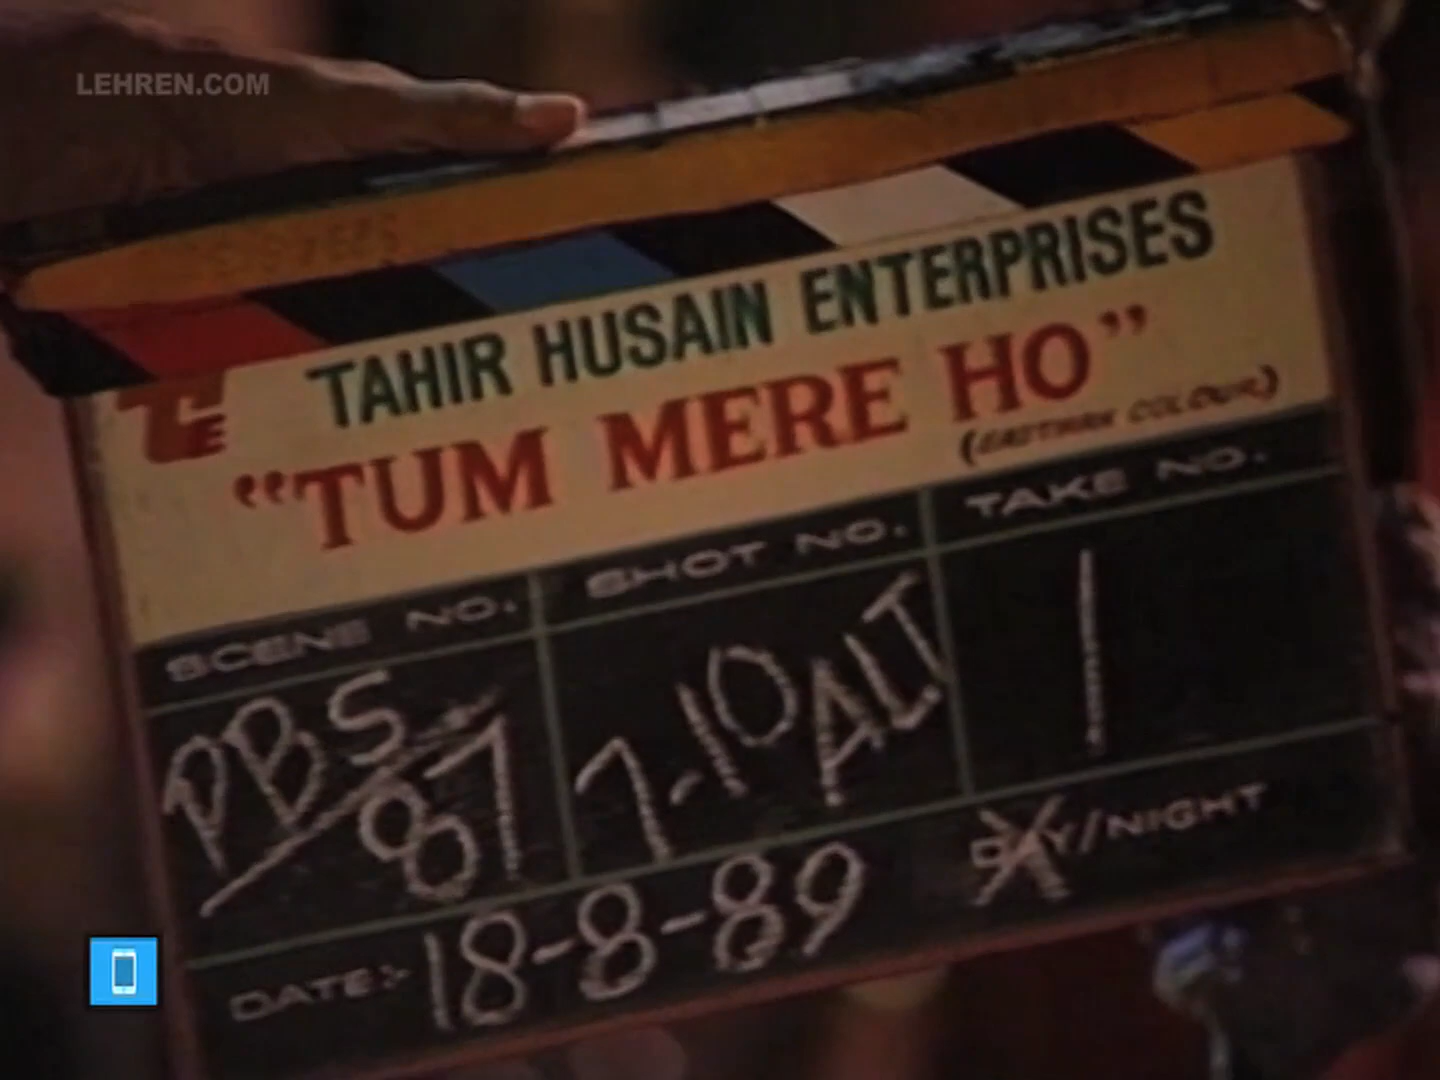 LEHREN.COM
TAHIR HUSAIN ENTERPRISES
TE
"TUM MERE HO"
(EASTMAN COLOUR)
SCENE NO. SHOT NO. TAKE NO.
PBS/87 7-10 ALT 1
DAY/NIGHT
DATE:- 18-8-89